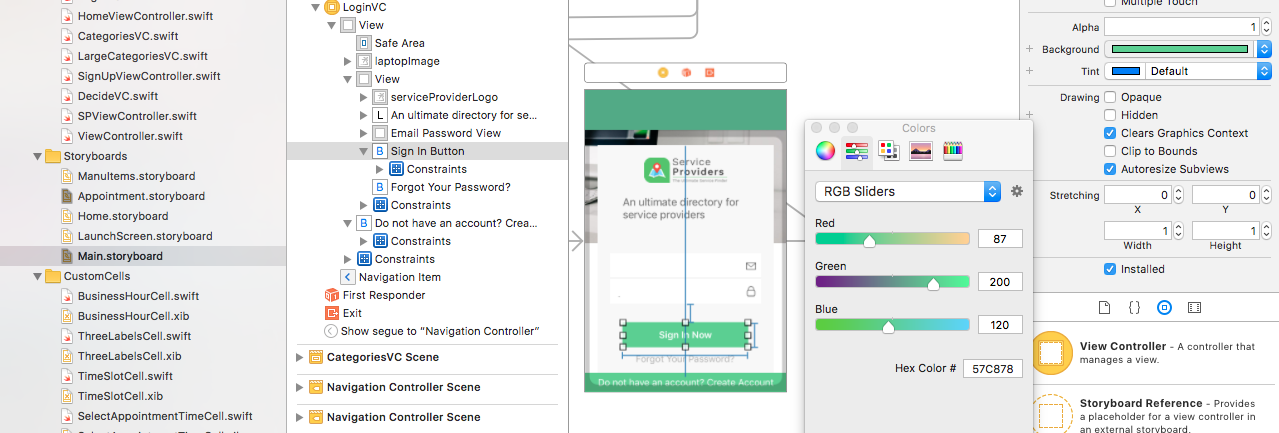 HomeViewController.swift
CategoriesVC.swift
LargeCategoriesVC.swift
SignUpViewController.swift
DecideVC.swift
SPViewController.swift
ViewController.swift
Storyboards
ManuItems.storyboard
Appointment.storyboard
Home.storyboard
LaunchScreen.storyboard
Main.storyboard
CustomCells
BusinessHourCell.swift
BusinessHourCell.xib
ThreeLabelsCell.swift
ThreeLabelsCell.xib
TimeSlotCell.swift
TimeSlotCell.xib
SelectAppointmentTimeCell.swift
LoginVC
View
Safe Area
laptopImage
View
serviceProviderLogo
L An ultimate directory for se...
Email Password View
B Sign In Button
Constraints
B Forgot Your Password?
Constraints
B Do not have an account? Crea...
Constraints
Constraints
Navigation Item
First Responder
Exit
Show segue to “Navigation Controller”
CategoriesVC Scene
Navigation Controller Scene
Navigation Controller Scene
Service
Providers
An ultimate directory for
service providers
Sign In Now
Forgot Your Password?
Do not have an account? Create Account
Colors
RGB Sliders
Red
87
Green
200
Blue
120
Hex Color # 57C878
Multiple Touch
Alpha 1
Background
Tint Default
Drawing Opaque
Hidden
Clears Graphics Context
Clip to Bounds
Autoresize Subviews
Stretching 0 0
X Y
1 1
Width Height
Installed
{}
View Controller - A controller that
manages a view.
Storyboard Reference - Provides
a placeholder for a view controller in
an external storyboard.